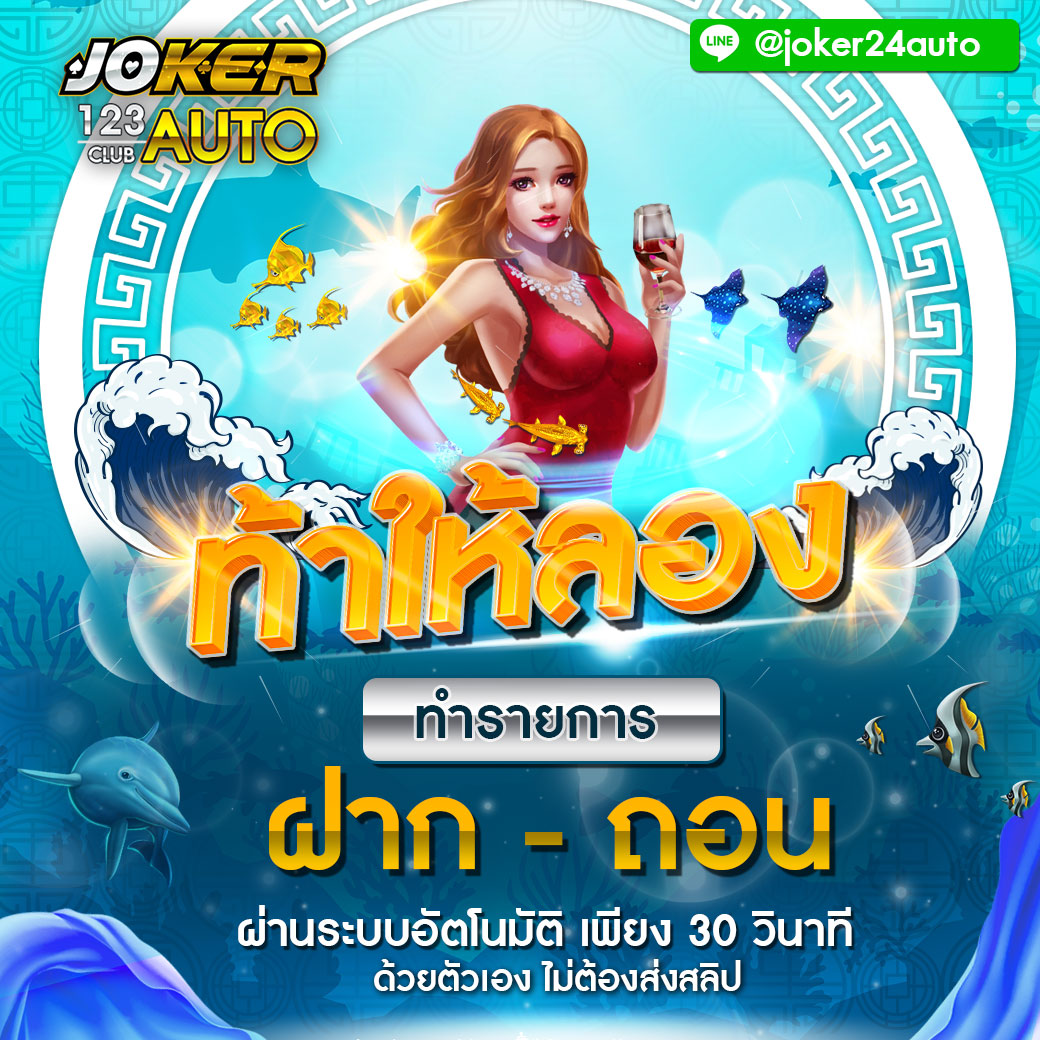 JOKER
123 AUTO
CLUB
LINE @joker24auto
ท้าให้ลอง
ทำรายการ
ฝาก - ถอน
ผ่านระบบอัตโนมัติ เพียง 30 วินาที
ด้วยตัวเอง ไม่ต้องส่งสลิป